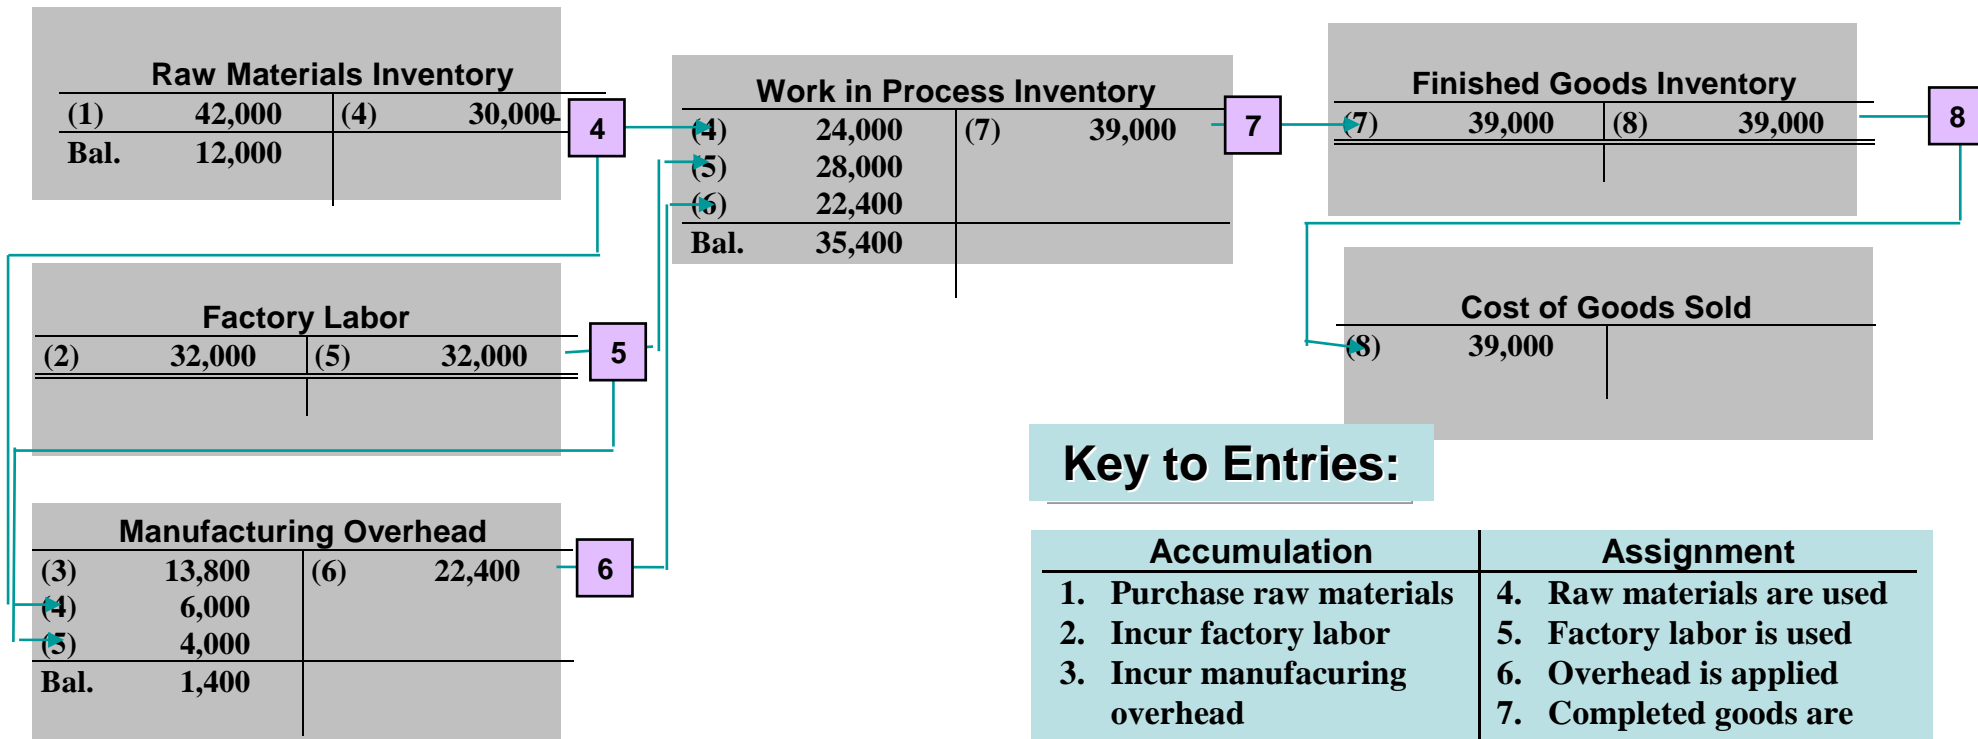 Raw Materials Inventory
(1) 42,000 (4) 30,000
Bal. 12,000
4
Factory Labor
(2) 32,000 (5) 32,000
5
Manufacturing Overhead
(3) 13,800 (6) 22,400
(4) 6,000
(5) 4,000
Bal. 1,400
6
Work in Process Inventory
(4) 24,000 (7) 39,000
(5) 28,000
(6) 22,400
Bal. 35,400
7
Finished Goods Inventory
(7) 39,000 (8) 39,000
8
Cost of Goods Sold
(8) 39,000
Key to Entries:
Accumulation
1. Purchase raw materials
2. Incur factory labor
3. Incur manufacuring
overhead
Assignment
4. Raw materials are used
5. Factory labor is used
6. Overhead is applied
7. Completed goods are